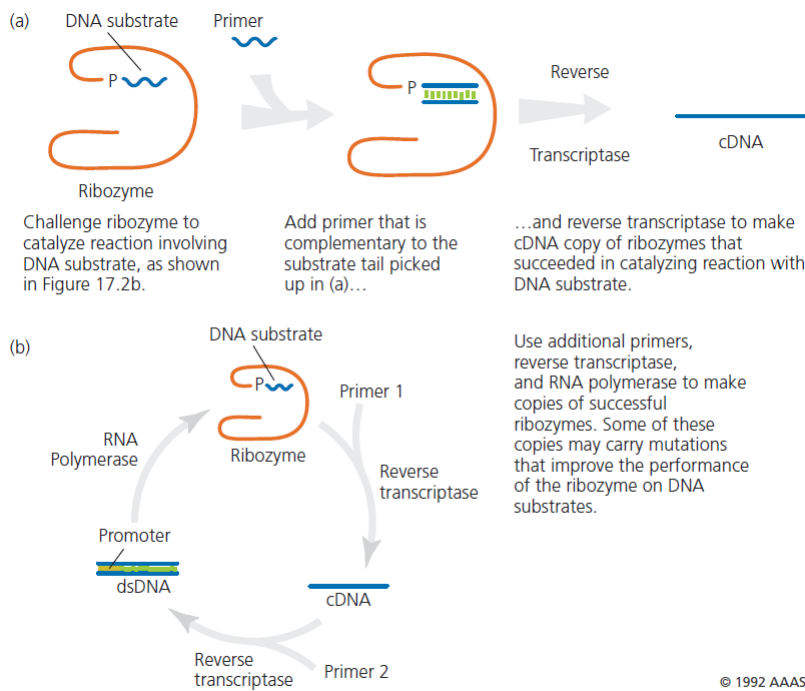 (a)
DNA substrate
Primer
P
Ribozyme
P
Reverse
Transcriptase
cDNA
Challenge ribozyme to
catalyze reaction involving
DNA substrate, as shown
in Figure 17.2b.
Add primer that is
complementary to the
substrate tail picked
up in (a)…
…and reverse transcriptase to make
cDNA copy of ribozymes that
succeeded in catalyzing reaction with
DNA substrate.
(b)
DNA substrate
P
Ribozyme
Primer 1
Reverse
transcriptase
cDNA
Primer 2
Reverse
transcriptase
dsDNA
Promoter
RNA
Polymerase
Use additional primers,
reverse transcriptase,
and RNA polymerase to make
copies of successful
ribozymes. Some of these
copies may carry mutations
that improve the performance
of the ribozyme on DNA
substrates.
© 1992 AAAS